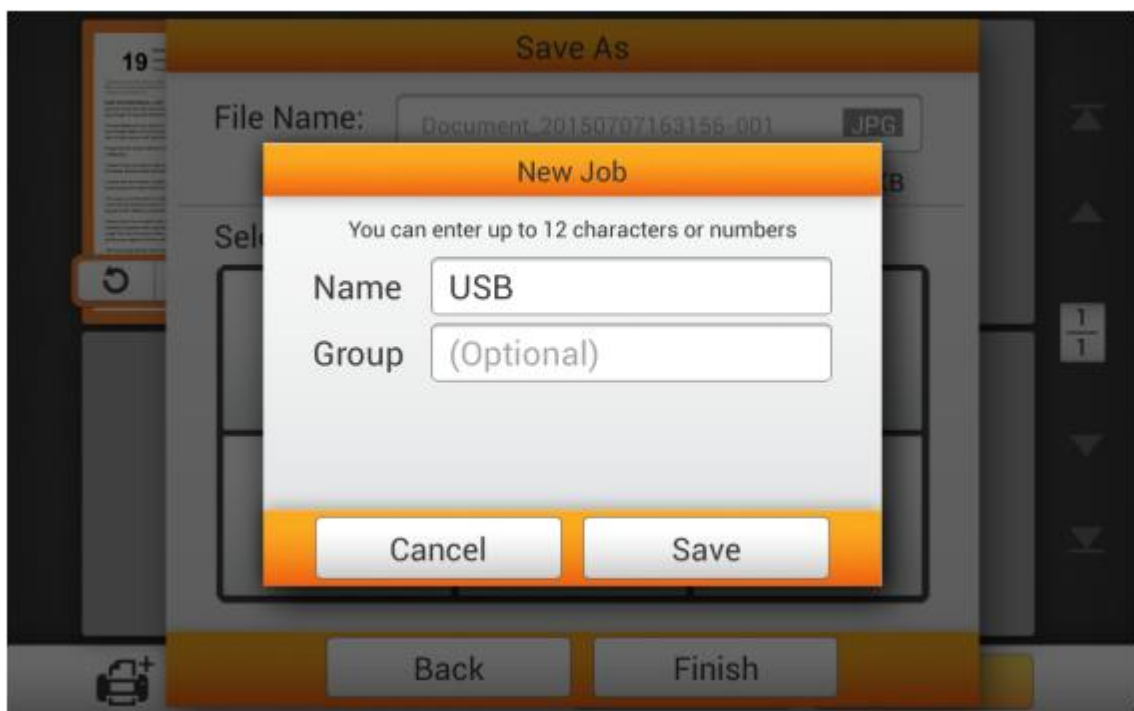 19
Save As
File Name:
Document_20150707163156-001
JPG
KB
New Job
Sele
You can enter up to 12 characters or numbers
Name
USB
Group
(Optional)
1
1
Cancel
Save
Back
Finish